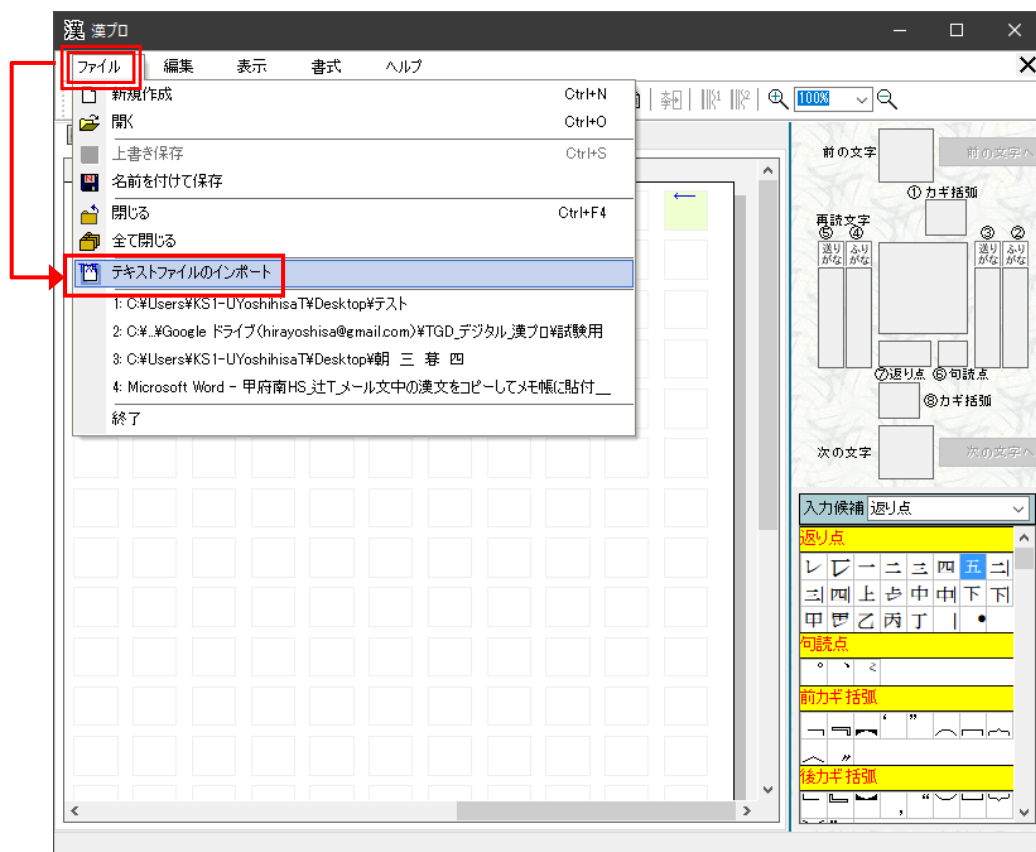 漢 漢プロ
ファイル 編集 表示 書式 ヘルプ
新規作成 Ctrl+N
開く Ctrl+O
上書き保存 Ctrl+S
名前を付けて保存
閉じる Ctrl+F4
全て閉じる
テキストファイルのインポート
1: C:¥Users¥KS1-UYoshihisaT¥Desktop¥テスト
2: C:¥...¥Google ドライブ(hirayoshisa@gmail.com)¥TGD_デジタル_漢プロ¥試験用
3: C:¥Users¥KS1-UYoshihisaT¥Desktop¥朝 三 暮 四
4: Microsoft Word - 甲府南HS_辻T_メール文中の漢文をコピーしてメモ帳に貼付__
終了
100%
←
前の文字 前の文字へ
① カギ括弧
再読文字
⑤ ④ ③ ②
送りがな ふりがな 送りがな ふりがな
⑦返り点 ⑥句読点
⑧カギ括弧
次の文字 次の文字へ
入力候補 返り点
返り点
レ 一 二 三 四 五
上 中 下
甲 乙 丙 丁
句読点
前カギ括弧
後カギ括弧